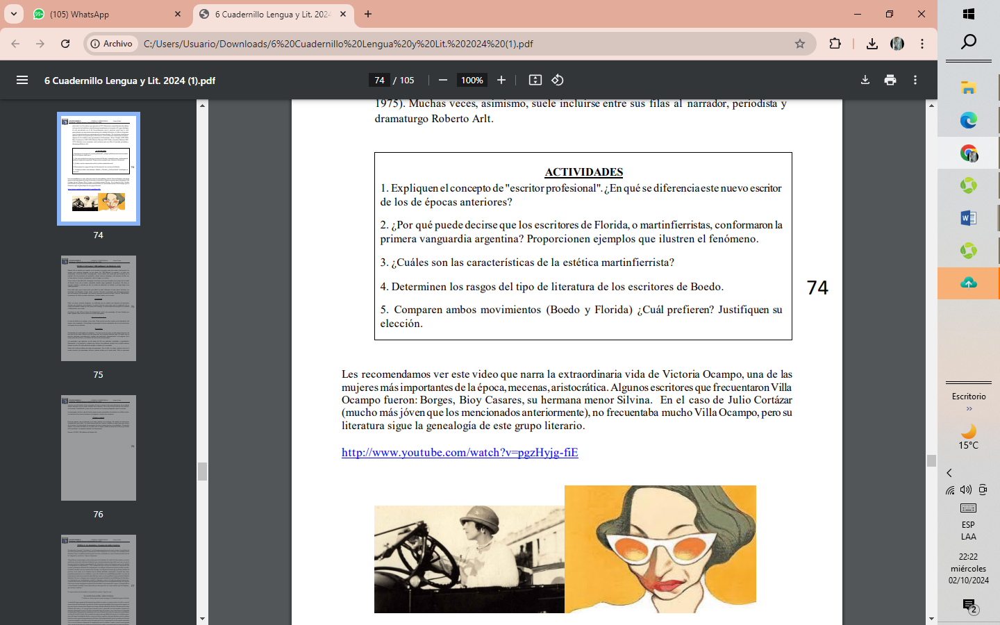 (105) WhatsApp
6 Cuadernillo Lengua y Lit. 2024
Archivo
C:/Users/Usuario/Downloads/6%20Cuadernillo%20Lengua%20y%20Lit.%202024%20(1).pdf
6 Cuadernillo Lengua y Lit. 2024 (1).pdf
74 / 105
100%
74
75
76
1975). Muchas veces, asimismo, suele incluirse entre sus filas al narrador, periodista y
dramaturgo Roberto Arlt.
ACTIVIDADES
1. Expliquen el concepto de "escritor profesional". ¿En qué se diferencia este nuevo escritor
de los de épocas anteriores?
2. ¿Por qué puede decirse que los escritores de Florida, o martinfierristas, conformaron la
primera vanguardia argentina? Proporcionen ejemplos que ilustren el fenómeno.
3. ¿Cuáles son las características de la estética martinfierrista?
4. Determinen los rasgos del tipo de literatura de los escritores de Boedo.
5. Comparen ambos movimientos (Boedo y Florida) ¿Cuál prefieren? Justifiquen su
elección.
74
Les recomendamos ver este video que narra la extraordinaria vida de Victoria Ocampo, una de las
mujeres más importantes de la época, mecenas, aristocrática. Algunos escritores que frecuentaron Villa
Ocampo fueron: Borges, Bioy Casares, su hermana menor Silvina. En el caso de Julio Cortázar
(mucho más jóven que los mencionados anteriormente), no frecuentaba mucho Villa Ocampo, pero su
literatura sigue la genealogía de este grupo literario.
http://www.youtube.com/watch?v=pgzHyjg-fiE
Escritorio
15°C
ESP
LAA
22:22
miércoles
02/10/2024
2